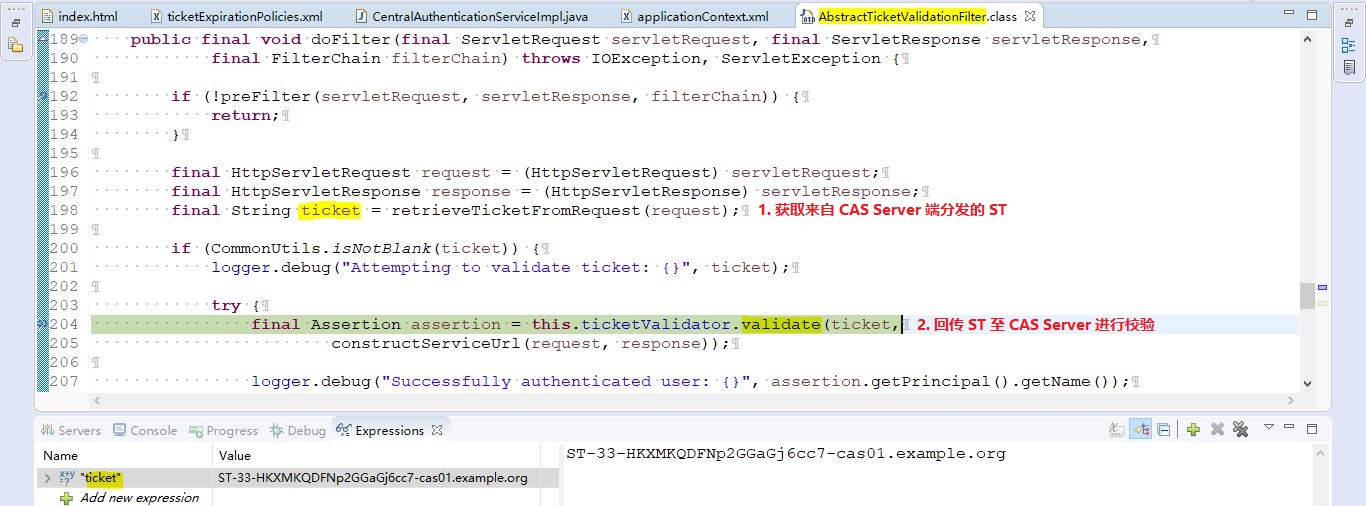 index.html
ticketExpirationPolicies.xml
CentralAuthenticationServiceImpl.java
applicationContext.xml
AbstractTicketValidationFilter.class
189 public final void doFilter(final ServletRequest servletRequest, final ServletResponse servletResponse,¶
190 final FilterChain filterChain) throws IOException, ServletException {¶
191 ¶
192 if (!preFilter(servletRequest, servletResponse, filterChain)) {¶
193 return;¶
194 }¶
195 ¶
196 final HttpServletRequest request = (HttpServletRequest) servletRequest;¶
197 final HttpServletResponse response = (HttpServletResponse) servletResponse;¶
198 final String ticket = retrieveTicketFromRequest(request);¶ 1. 获取来自 CAS Server 端分发的 ST
199 ¶
200 if (CommonUtils.isNotBlank(ticket)) {¶
201 logger.debug("Attempting to validate ticket: {}", ticket);¶
202 ¶
203 try {¶
204 final Assertion assertion = this.ticketValidator.validate(ticket,¶ 2. 回传 ST 至 CAS Server 进行校验
205 constructServiceUrl(request, response));¶
206 ¶
207 logger.debug("Successfully authenticated user: {}", assertion.getPrincipal().getName());¶
Servers Console Progress Debug Expressions
Name Value
"ticket" ST-33-HKXMKQDFNp2GGaGj6cc7-cas01.example.org
Add new expression
ST-33-HKXMKQDFNp2GGaGj6cc7-cas01.example.org